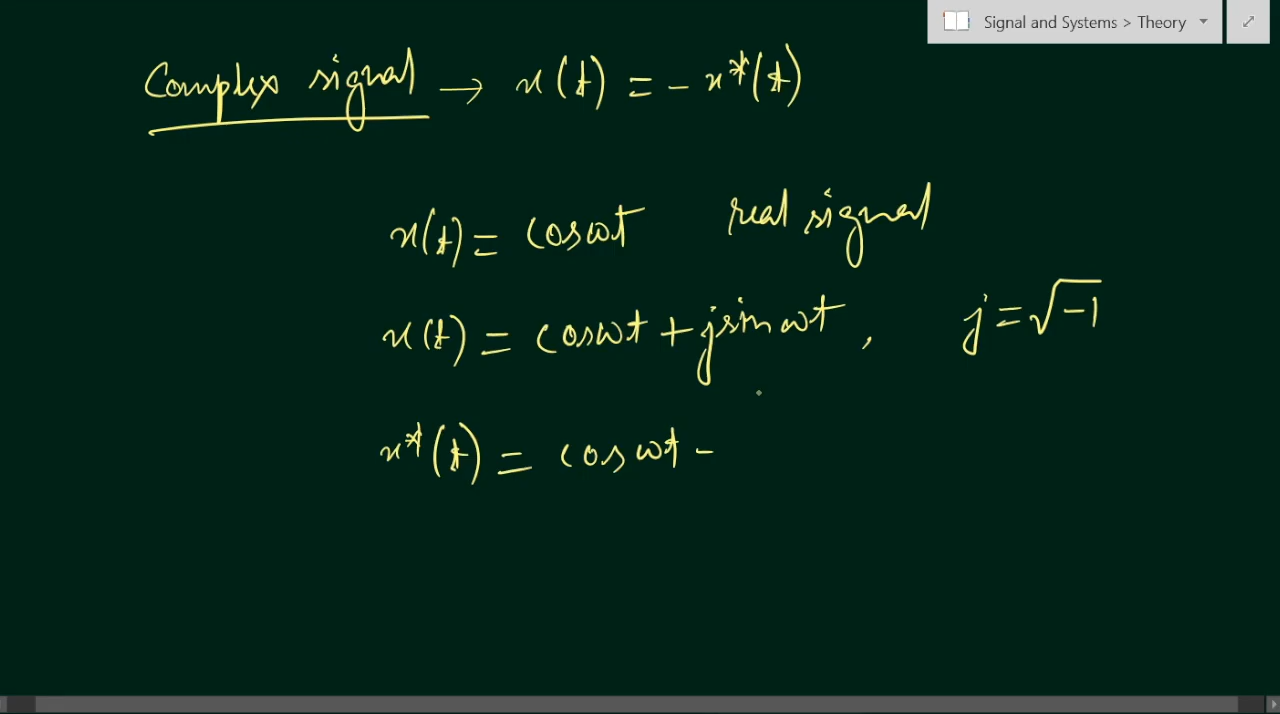 Signal and Systems > Theory
Complex signal → x(t) = - x*(t)
x(t) = cosωt real signal
x(t) = cosωt + jsinωt , j = √-1
x*(t) = cosωt -